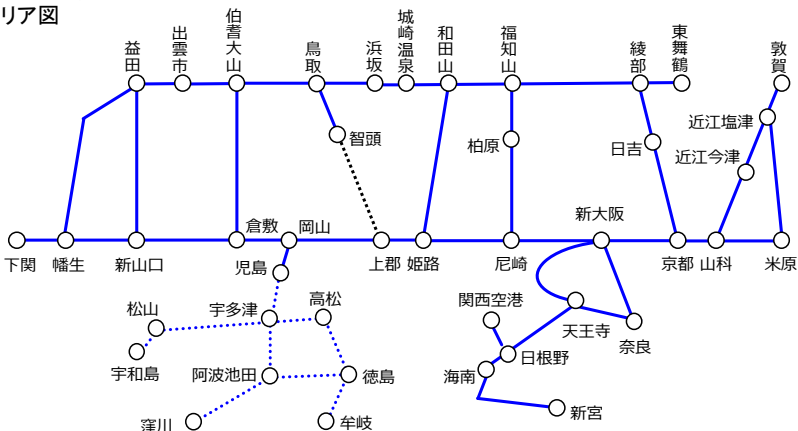 リア図
益田
出雲市
伯耆大山
鳥取
浜坂
城崎温泉
和田山
福知山
綾部
東舞鶴
敦賀
智頭
柏原
日吉
近江塩津
近江今津
新大阪
倉敷
岡山
下関
幡生
新山口
児島
上郡
姫路
尼崎
京都
山科
米原
松山
宇多津
高松
関西空港
天王寺
奈良
宇和島
阿波池田
徳島
海南
日根野
窪川
牟岐
新宮